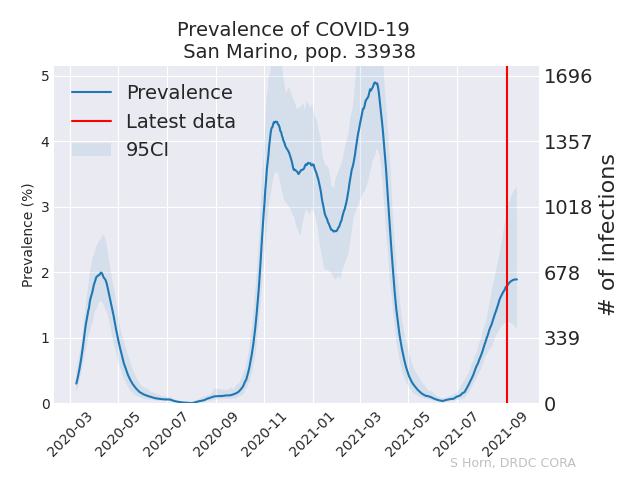 Prevalence of COVID-19
San Marino, pop. 33938
Prevalence
Latest data
95CI
Prevalence (%)
5
4
3
2
1
0
1696
1357
1018
678
339
0
# of infections
2020-03
2020-05
2020-07
2020-09
2020-11
2021-01
2021-03
2021-05
2021-07
2021-09
S Horn, DRDC CORA